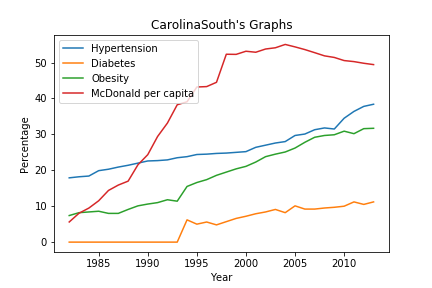 CarolinaSouth's Graphs
Hypertension
Diabetes
Obesity
McDonald per capita
Percentage
50
40
30
20
10
0
1985 1990 1995 2000 2005 2010
Year